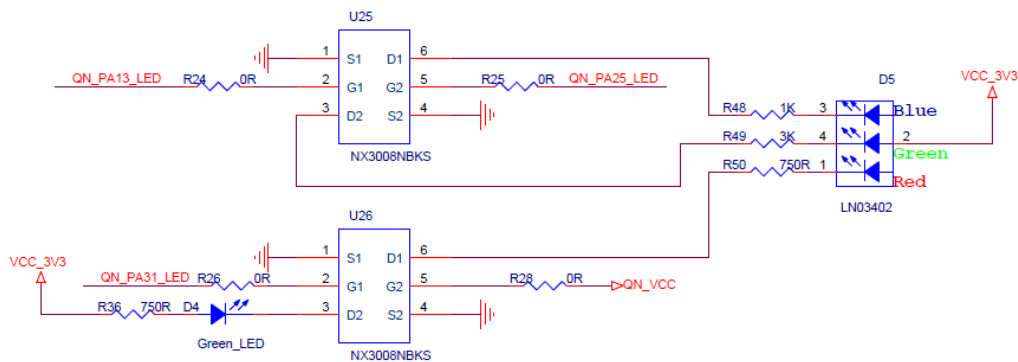 U25
1 S1 D1 6
QN_PA13_LED R24 0R 2 G1 G2 5 R25 0R QN_PA25_LED
3 D2 S2 4
NX3008NBKS
D5 VCC_3V3
R48 1K 3 Blue
R49 3K 4 2
Green
R50 750R 1
Red
LN03402
U26
1 S1 D1 6
VCC_3V3
QN_PA31_LED R26 0R 2 G1 G2 5 R28 0R QN_VCC
R36 750R D4 3 D2 S2 4
Green_LED
NX3008NBKS